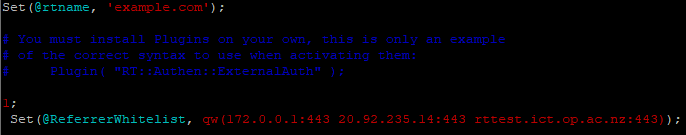 Set(@rtname, 'example.com');
# You must install Plugins on your own, this is only an example
# of the correct syntax to use when activating them:
#     Plugin( "RT::Authen::ExternalAuth" );
1;
Set(@ReferrerWhitelist, qw(172.0.0.1:443 20.92.235.14:443 rttest.ict.op.ac.nz:443));